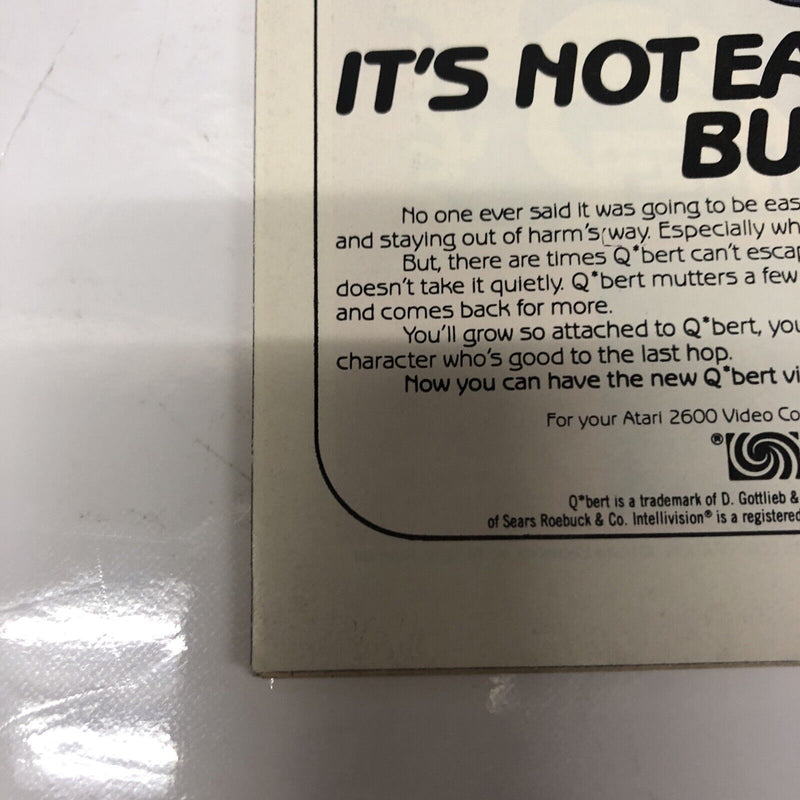 IT'S NOT EA
BU
No one ever said it was going to be eas
and staying out of harm's way. Especially wh
But, there are times Q*bert can't escap
doesn't take it quietly. Q*bert mutters a few
and comes back for more.
You'll grow so attached to Q*bert, you
character who's good to the last hop.
Now you can have the new Q*bert vi
For your Atari 2600 Video Co
®
Q*bert is a trademark of D. Gottlieb &
of Sears Roebuck & Co. Intellivision® is a registered